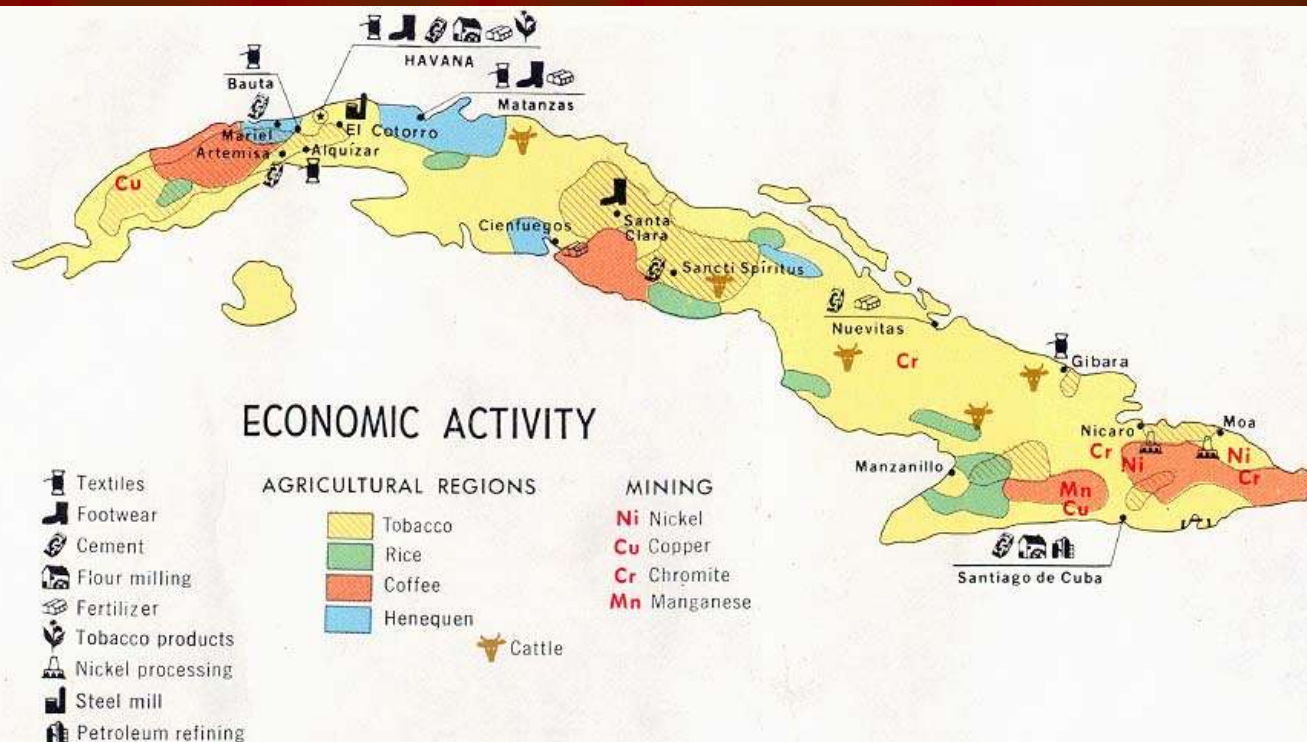 HAVANA
Bauta
Matanzas
Mariel
El Cotorro
Artemisa
Alquízar
Cu
Cienfuegos
Santa
Clara
Sancti Spíritus
Nuevitas
Cr
Gibara
Nicaro
Moa
Cr
Ni
Ni
Cr
Manzanillo
Mn
Cu
Santiago de Cuba
ECONOMIC ACTIVITY
Textiles
Footwear
Cement
Flour milling
Fertilizer
Tobacco products
Nickel processing
Steel mill
Petroleum refining
AGRICULTURAL REGIONS
Tobacco
Rice
Coffee
Henequen
Cattle
MINING
Ni Nickel
Cu Copper
Cr Chromite
Mn Manganese